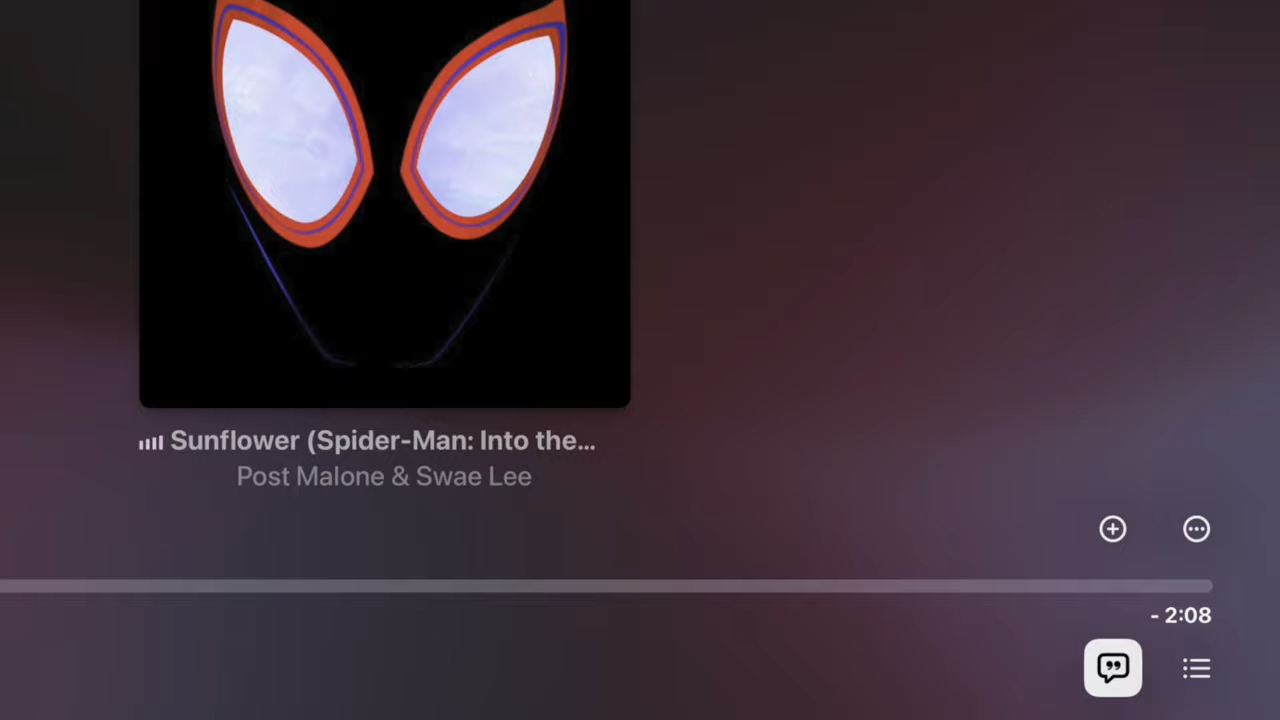 Sunflower (Spider-Man: Into the...
Post Malone & Swae Lee
- 2:08